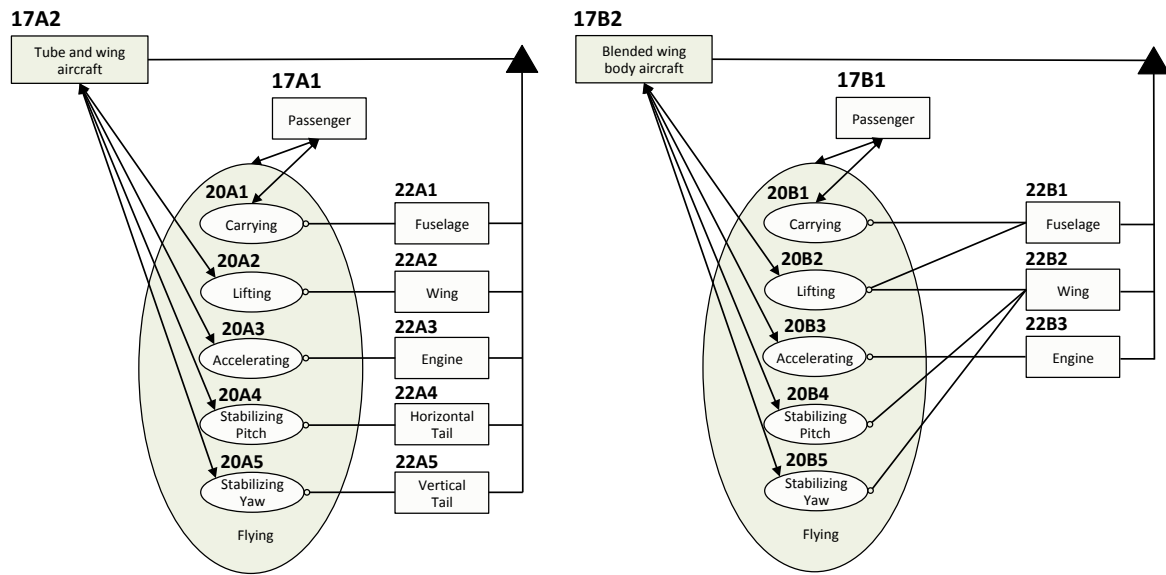 17A2
Tube and wing
aircraft
17A1
Passenger
20A1
Carrying
22A1
Fuselage
20A2
Lifting
22A2
Wing
20A3
Accelerating
22A3
Engine
20A4
Stabilizing
Pitch
22A4
Horizontal
Tail
20A5
Stabilizing
Yaw
22A5
Vertical
Tail
Flying
17B2
Blended wing
body aircraft
17B1
Passenger
20B1
Carrying
22B1
Fuselage
20B2
Lifting
22B2
Wing
20B3
Accelerating
22B3
Engine
20B4
Stabilizing
Pitch
20B5
Stabilizing
Yaw
Flying